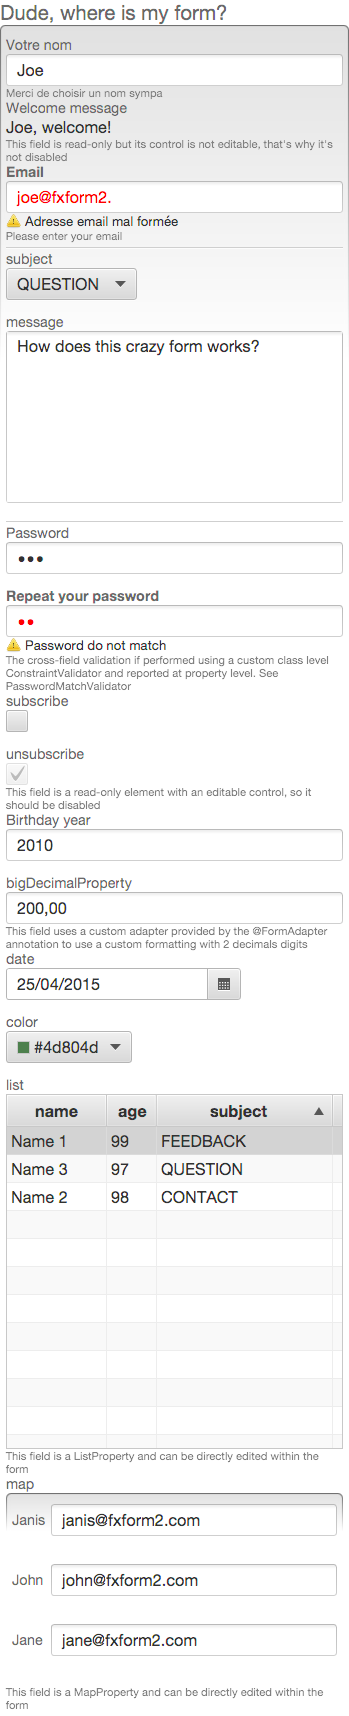 Dude, where is my form?
Votre nom
Joe
Merci de choisir un nom sympa
Welcome message
Joe, welcome!
This field is read-only but its control is not editable, that's why it's
not disabled
Email
joe@fxform2.
Adresse email mal formée
Please enter your email
subject
QUESTION
message
How does this crazy form works?
Password
•••
Repeat your password
••
Password do not match
The cross-field validation if performed using a custom class level
ConstraintValidator and reported at property level. See
PasswordMatchValidator
subscribe
unsubscribe
This field is a read-only element with an editable control, so it
should be disabled
Birthday year
2010
bigDecimalProperty
200,00
This field uses a custom adapter provided by the @FormAdapter
annotation to use a custom formatting with 2 decimals digits
date
25/04/2015
color
#4d804d
list
name age subject
Name 1 99 FEEDBACK
Name 3 97 QUESTION
Name 2 98 CONTACT
This field is a ListProperty and can be directly edited within the
form
map
Janis janis@fxform2.com
John john@fxform2.com
Jane jane@fxform2.com
This field is a MapProperty and can be directly edited within the
form